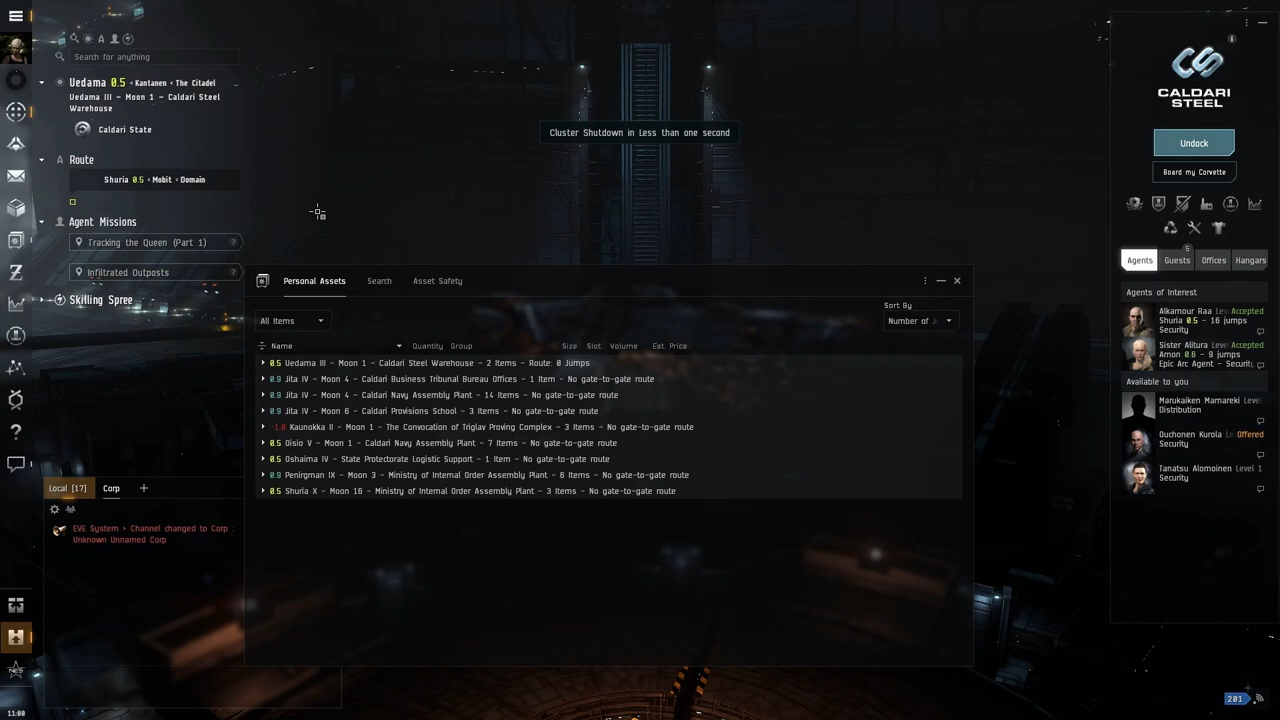 Search for anything
Uedama 0.5 ‹ Kantanen ‹ The Citadel
Uedama III - Moon 1 - Caldari Steel
Warehouse
Caldari State
Route
Shuria 0.5 ‹ Mobit ‹ Domain
Agent Missions
Tracking the Queen (Part 1) ?
Infiltrated Outposts ?
Skilling Spree
Cluster Shutdown in Less than one second
Personal Assets Search Asset Safety
All Items
Sort By
Number of
Name Quantity Group Size Slot Volume Est. Price
0.5 Uedama III - Moon 1 - Caldari Steel Warehouse - 2 Items - Route: 0 Jumps
0.9 Jita IV - Moon 4 - Caldari Business Tribunal Bureau Offices - 1 Item - No gate-to-gate route
0.9 Jita IV - Moon 4 - Caldari Navy Assembly Plant - 14 Items - No gate-to-gate route
0.9 Jita IV - Moon 6 - Caldari Provisions School - 3 Items - No gate-to-gate route
-1.0 Kaunokka II - Moon 1 - The Convocation of Triglav Proving Complex - 3 Items - No gate-to-gate route
0.5 Oisio V - Moon 1 - Caldari Navy Assembly Plant - 7 Items - No gate-to-gate route
0.5 Oshaima IV - State Protectorate Logistic Support - 1 Item - No gate-to-gate route
0.9 Penirgman IX - Moon 3 - Ministry of Internal Order Assembly Plant - 6 Items - No gate-to-gate route
0.5 Shuria X - Moon 16 - Ministry of Internal Order Assembly Plant - 3 Items - No gate-to-gate route
Local [17] Corp
EVE System > Channel changed to Corp :
Unknown Unnamed Corp
NES
11:00
CALDARI
STEEL
Undock
Board my Corvette
5
Agents Guests Offices Hangars
Agents of Interest
Alkamour Raa Leve Accepted
Shuria 0.5 - 16 jumps
Security
Sister Alitura Leve Accepted
Arnon 0.6 - 9 jumps
Epic Arc Agent - Securit
Available to you
Marukaiken Mamareki Leve
Distribution
Ouchonen Kurola Le Offered
Security
Tanatsu Alomoinen Level 1
Security
201